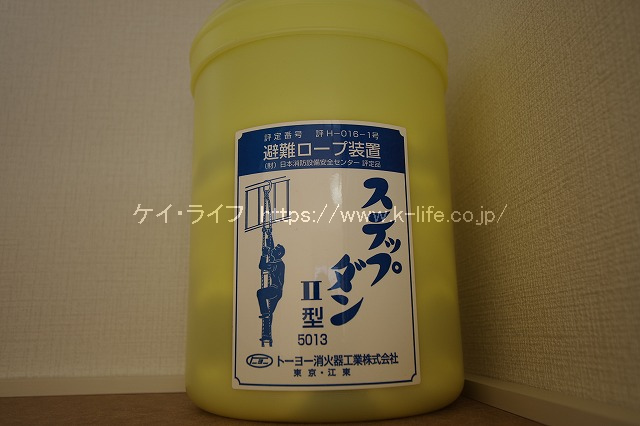 評定番号 評H-016-1号
避難ロープ装置
(財)日本消防設備安全センター 評定品
ステップ
ダン
II型
5013
トーヨー消火器工業株式会社
東京・江東
ケイ・ライフ https://www.k-life.co.jp/